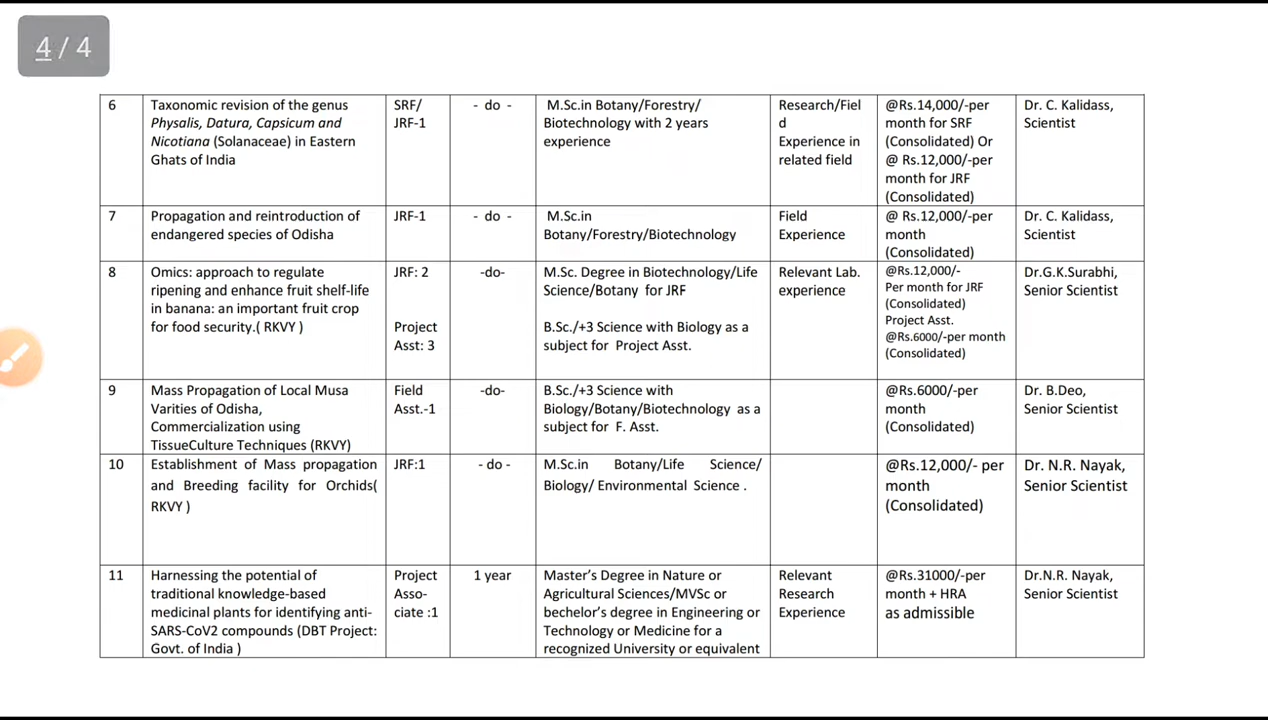 4 / 4
6
Taxonomic revision of the genus
Physalis, Datura, Capsicum and
Nicotiana (Solanaceae) in Eastern
Ghats of India
SRF/
JRF-1
- do -
M.Sc.in Botany/Forestry/
Biotechnology with 2 years
experience
Research/Fiel
d
Experience in
related field
@Rs.14,000/-per
month for SRF
(Consolidated) Or
@ Rs.12,000/-per
month for JRF
(Consolidated)
Dr. C. Kalidass,
Scientist
7
Propagation and reintroduction of
endangered species of Odisha
JRF-1
- do -
M.Sc.in
Botany/Forestry/Biotechnology
Field
Experience
@ Rs.12,000/-per
month
(Consolidated)
Dr. C. Kalidass,
Scientist
8
Omics: approach to regulate
ripening and enhance fruit shelf-life
in banana: an important fruit crop
for food security.( RKVY )
JRF: 2
Project
Asst: 3
-do-
M.Sc. Degree in Biotechnology/Life
Science/Botany for JRF
B.Sc./+3 Science with Biology as a
subject for Project Asst.
Relevant Lab.
experience
@Rs.12,000/-
Per month for JRF
(Consolidated)
Project Asst.
@Rs.6000/-per month
(Consolidated)
Dr.G.K.Surabhi,
Senior Scientist
9
Mass Propagation of Local Musa
Varities of Odisha,
Commercialization using
TissueCulture Techniques (RKVY)
Field
Asst.-1
-do-
B.Sc./+3 Science with
Biology/Botany/Biotechnology as a
subject for F. Asst.
@Rs.6000/-per
month
(Consolidated)
Dr. B.Deo,
Senior Scientist
10
Establishment of Mass propagation
and Breeding facility for Orchids(
RKVY )
JRF:1
- do -
M.Sc.in Botany/Life Science/
Biology/ Environmental Science .
@Rs.12,000/- per
month
(Consolidated)
Dr. N.R. Nayak,
Senior Scientist
11
Harnessing the potential of
traditional knowledge-based
medicinal plants for identifying anti-
SARS-CoV2 compounds (DBT Project:
Govt. of India )
Project
Asso-
ciate :1
1 year
Master's Degree in Nature or
Agricultural Sciences/MVSc or
bechelor's degree in Engineering or
Technology or Medicine for a
recognized University or equivalent
Relevant
Research
Experience
@Rs.31000/-per
month + HRA
as admissible
Dr.N.R. Nayak,
Senior Scientist